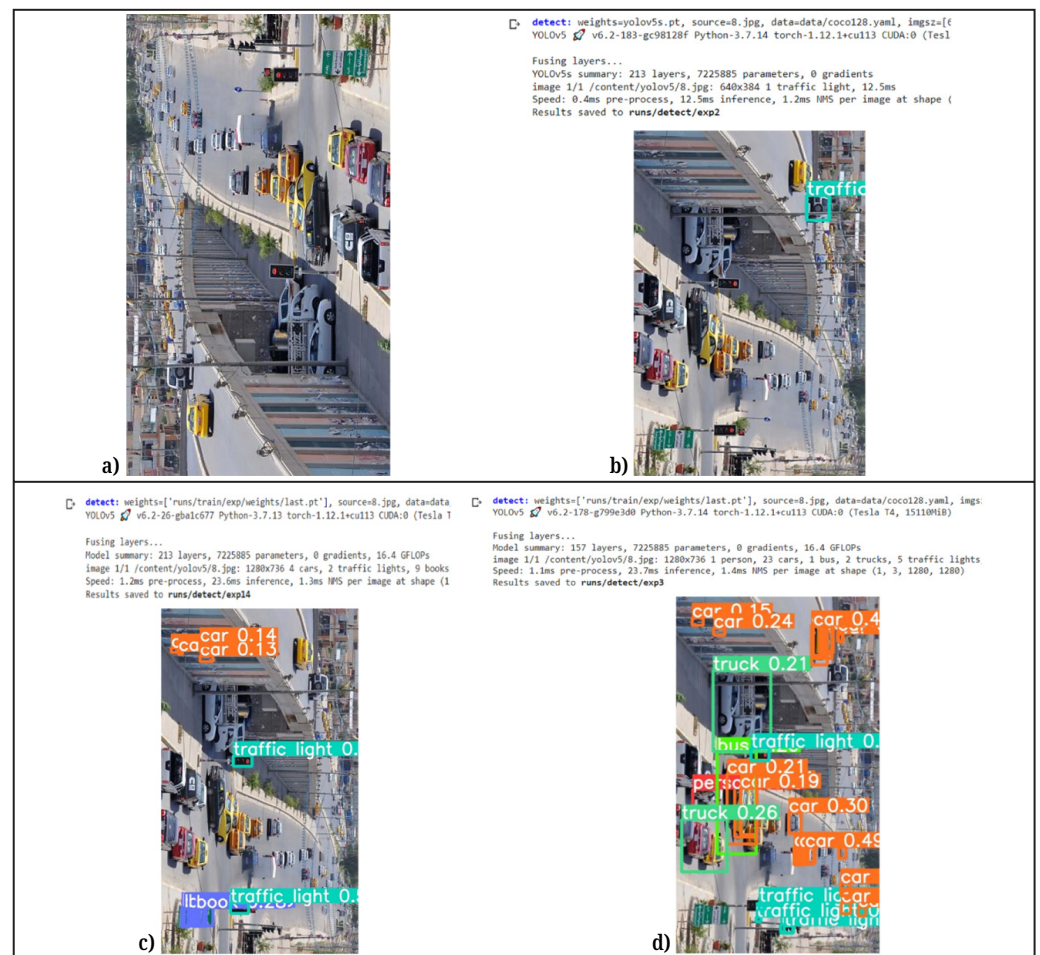 detect: weights=yolov5s.pt, source=8.jpg, data=data/coco128.yaml, imgsz=[6
YOLOv5 🚀 v6.2-183-gc98128f Python-3.7.14 torch-1.12.1+cu113 CUDA:0 (Tesl
Fusing layers...
YOLOv5s summary: 213 layers, 7225885 parameters, 0 gradients
image 1/1 /content/yolov5/8.jpg: 640x384 1 traffic light, 12.5ms
Speed: 0.4ms pre-process, 12.5ms inference, 1.2ms NMS per image at shape (
Results saved to runs/detect/exp2
traffic
a)
b)
detect: weights=['runs/train/exp/weights/last.pt'], source=8.jpg, data=data
YOLOv5 🚀 v6.2-26-gba1c677 Python-3.7.13 torch-1.12.1+cu113 CUDA:0 (Tesla T
Fusing layers...
Model summary: 213 layers, 7225885 parameters, 0 gradients, 16.4 GFLOPs
image 1/1 /content/yolov5/8.jpg: 1280x736 4 cars, 2 traffic lights, 9 books
Speed: 1.2ms pre-process, 23.6ms inference, 1.3ms NMS per image at shape (1
Results saved to runs/detect/exp14
car 0.14
car 0.13
traffic light 0.
traffic light 0.
c)
detect: weights=['runs/train/exp/weights/last.pt'], source=8.jpg, data=data/coco128.yaml, imgs
YOLOv5 🚀 v6.2-178-g799e3d0 Python-3.7.14 torch-1.12.1+cu113 CUDA:0 (Tesla T4, 15110MiB)
Fusing layers...
Model summary: 157 layers, 7225885 parameters, 0 gradients, 16.4 GFLOPs
image 1/1 /content/yolov5/8.jpg: 1280x736 1 person, 23 cars, 1 bus, 2 trucks, 5 traffic lights
Speed: 1.1ms pre-process, 23.7ms inference, 1.4ms NMS per image at shape (1, 3, 1280, 1280)
Results saved to runs/detect/exp3
car 0.15
car 0.24
car 0.4
truck 0.21
bus
traffic light 0.
car 0.21
car 0.19
perso
truck 0.26
car 0.30
car 0.49
car
traffic lig
car
traffic light 0
traffic ligh
d)